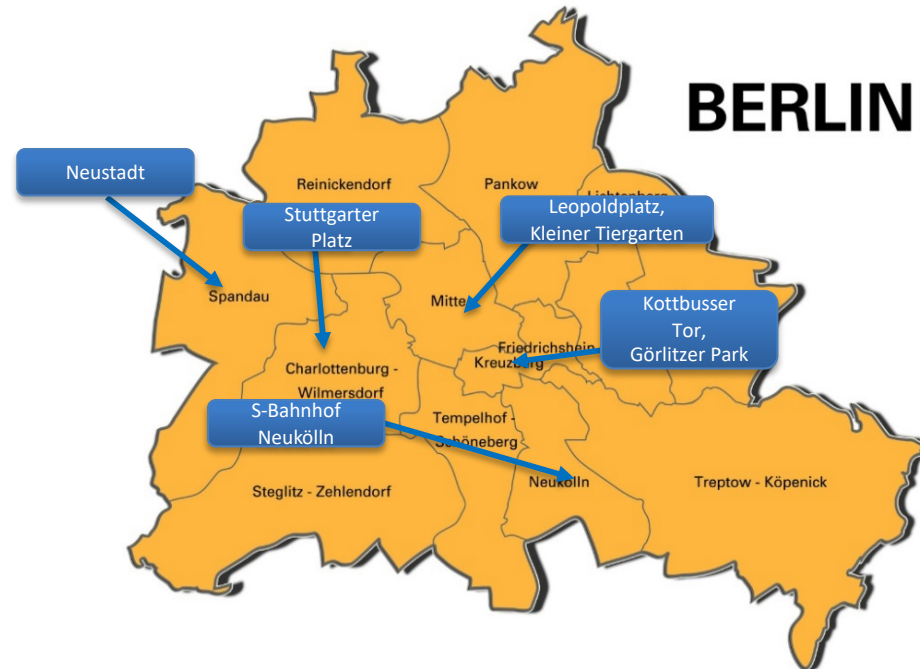 BERLIN
Neustadt
Reinickendorf
Pankow
Lichtenberg
Stuttgarter
Platz
Leopoldplatz,
Kleiner Tiergarten
Spandau
Mitte
Kottbusser
Tor,
Görlitzer Park
Friedrichshein
Kreuzberg
Charlottenburg -
Wilmersdorf
S-Bahnhof
Neukölln
Tempelhof -
Schöneberg
Steglitz - Zehlendorf
Neukölln
Treptow - Köpenick